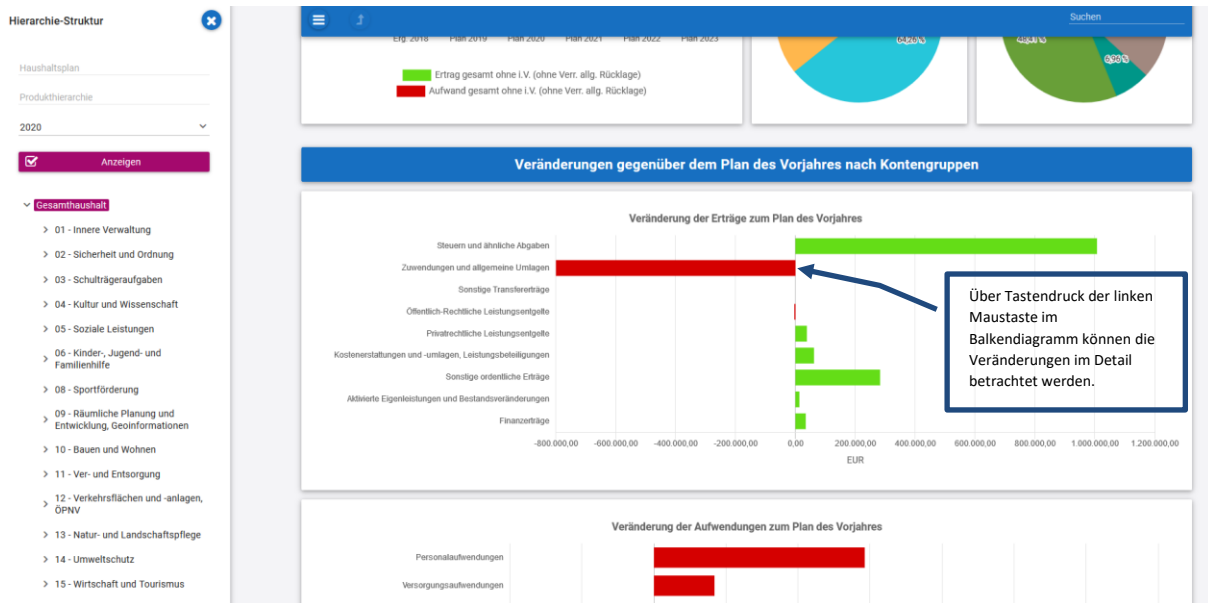 Hierarchie-Struktur
Haushaltsplan
Produkthierarchie
2020
Anzeigen
Gesamthaushalt
01 - Innere Verwaltung
02 - Sicherheit und Ordnung
03 - Schulträgeraufgaben
04 - Kultur und Wissenschaft
05 - Soziale Leistungen
06 - Kinder-, Jugend- und
Familienhilfe
08 - Sportförderung
09 - Räumliche Planung und
Entwicklung, Geoinformationen
10 - Bauen und Wohnen
11 - Ver- und Entsorgung
12 - Verkehrsflächen und -anlagen,
ÖPNV
13 - Natur- und Landschaftspflege
14 - Umweltschutz
15 - Wirtschaft und Tourismus
Suchen
Erg. 2018 Plan 2019 Plan 2020 Plan 2021 Plan 2022 Plan 2023
Ertrag gesamt ohne i.V. (ohne Verr. allg. Rücklage)
Aufwand gesamt ohne i.V. (ohne Verr. allg. Rücklage)
64,26 %
48,41 %
6,96 %
Veränderungen gegenüber dem Plan des Vorjahres nach Kontengruppen
Veränderung der Erträge zum Plan des Vorjahres
Steuern und ähnliche Abgaben
Zuwendungen und allgemeine Umlagen
Sonstige Transfererträge
Öffentlich-Rechtliche Leistungsentgelte
Privatrechtliche Leistungsentgelte
Kostenerstattungen und -umlagen, Leistungsbeteiligungen
Sonstige ordentliche Erträge
Aktivierte Eigenleistungen und Bestandsveränderungen
Finanzerträge
-800.000,00 -600.000,00 -400.000,00 -200.000,00 0,00 200.000,00 400.000,00 600.000,00 800.000,00 1.000.000,00 1.200.000,00
EUR
Über Tastendruck der linken
Maustaste im
Balkendiagramm können die
Veränderungen im Detail
betrachtet werden.
Veränderung der Aufwendungen zum Plan des Vorjahres
Personalaufwendungen
Versorgungsaufwendungen